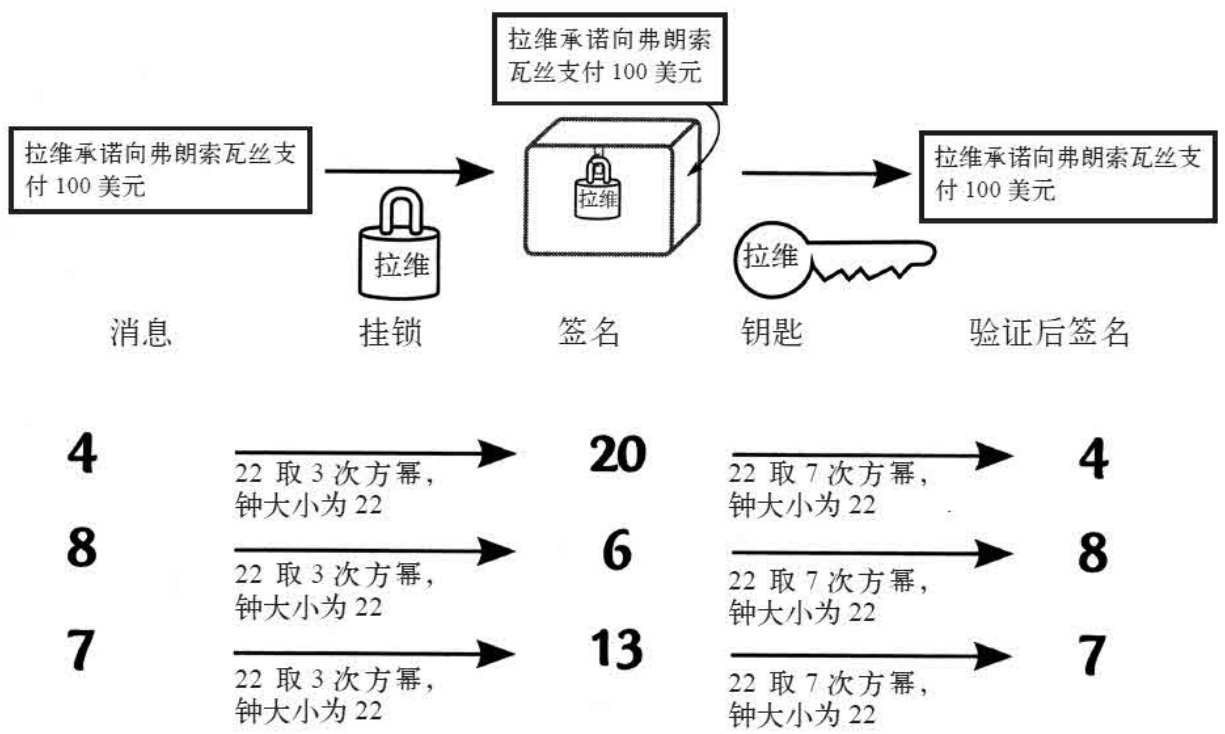 拉维承诺向弗朗索
瓦丝支付 100 美元
拉维承诺向弗朗索瓦丝支
付 100 美元
拉维
拉维承诺向弗朗索瓦丝支
付 100 美元
拉维
拉维
消息
挂锁
签名
钥匙
验证后签名
4
22 取 3 次方幂，
钟大小为 22
20
22 取 7 次方幂，
钟大小为 22
4
8
22 取 3 次方幂，
钟大小为 22
6
22 取 7 次方幂，
钟大小为 22
8
7
22 取 3 次方幂，
钟大小为 22
13
22 取 7 次方幂，
钟大小为 22
7